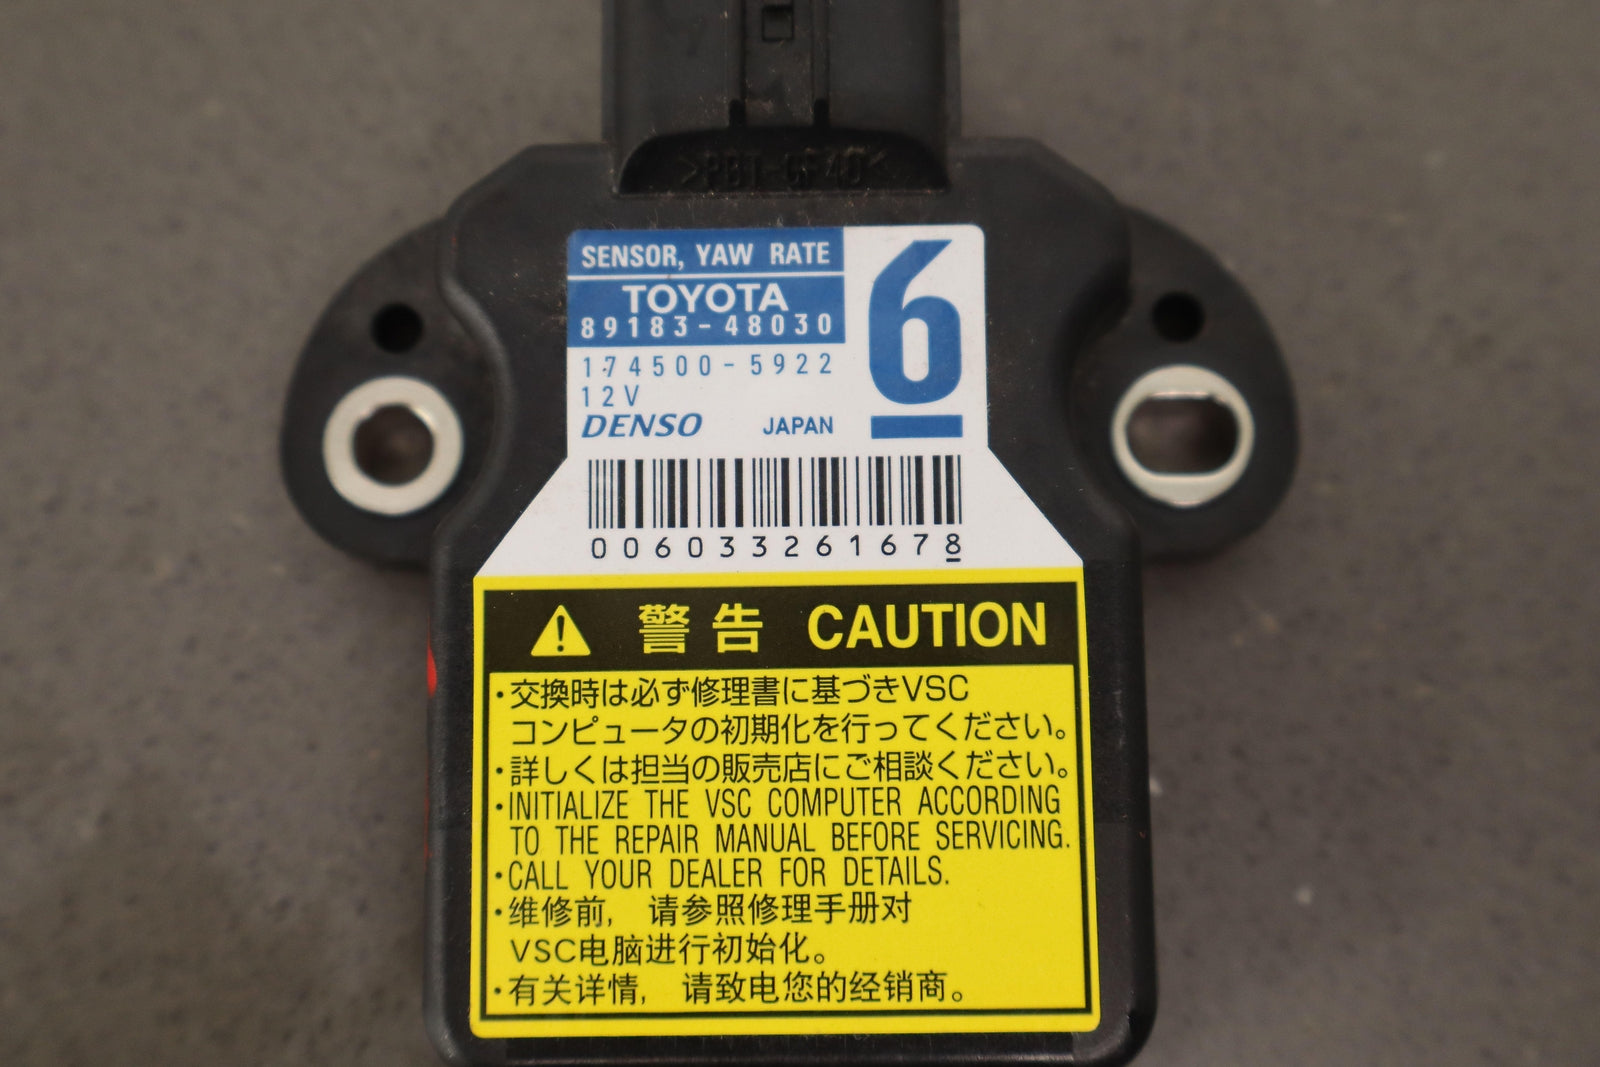 >PBT-GF40<
SENSOR, YAW RATE
6
TOYOTA
89183-48030
174500-5922
12V
DENSO JAPAN
006033261678
警告 CAUTION
・交換時は必ず修理書に基づきVSC
コンピュータの初期化を行ってください。
・詳しくは担当の販売店にご相談ください。
・INITIALIZE THE VSC COMPUTER ACCORDING
TO THE REPAIR MANUAL BEFORE SERVICING.
・CALL YOUR DEALER FOR DETAILS.
・维修前, 请参照修理手册对
VSC电脑进行初始化。
・有关详情, 请致电您的经销商。